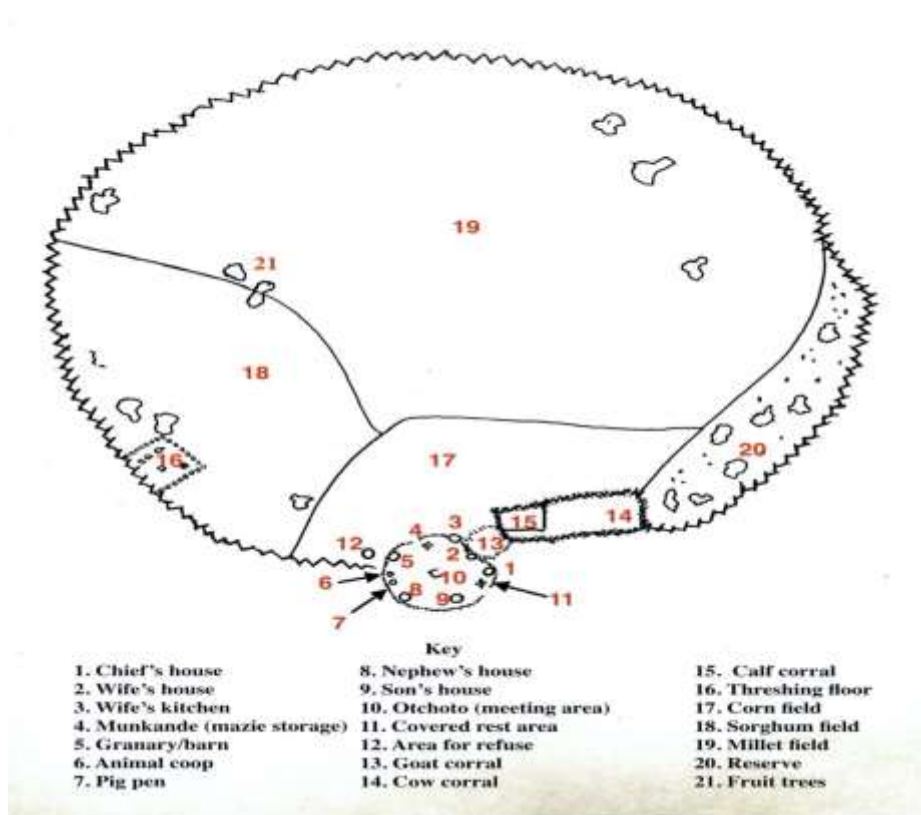 19
21
18
20
16
17
15
14
3
4
13
12
5
2
1
10
6
8
9
11
7
Key
1. Chief's house
2. Wife's house
3. Wife's kitchen
4. Munkande (mazie storage)
5. Granary/barn
6. Animal coop
7. Pig pen
8. Nephew's house
9. Son's house
10. Otchoto (meeting area)
11. Covered rest area
12. Area for refuse
13. Goat corral
14. Cow corral
15. Calf corral
16. Threshing floor
17. Corn field
18. Sorghum field
19. Millet field
20. Reserve
21. Fruit trees